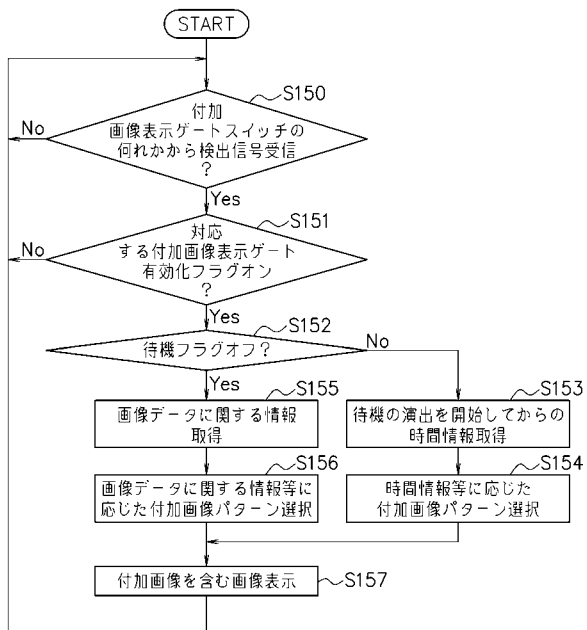 START
S150
付加
画像表示ゲートスイッチの
何れかから検出信号受信
?
No
Yes
S151
対応
する付加画像表示ゲート
有効化フラグオン
?
No
Yes
S152
待機フラグオフ?
No
Yes
S155
画像データに関する情報
取得
S153
待機の演出を開始してからの
時間情報取得
S156
画像データに関する情報等に
応じた付加画像パターン選択
S154
時間情報等に応じた
付加画像パターン選択
付加画像を含む画像表示
S157